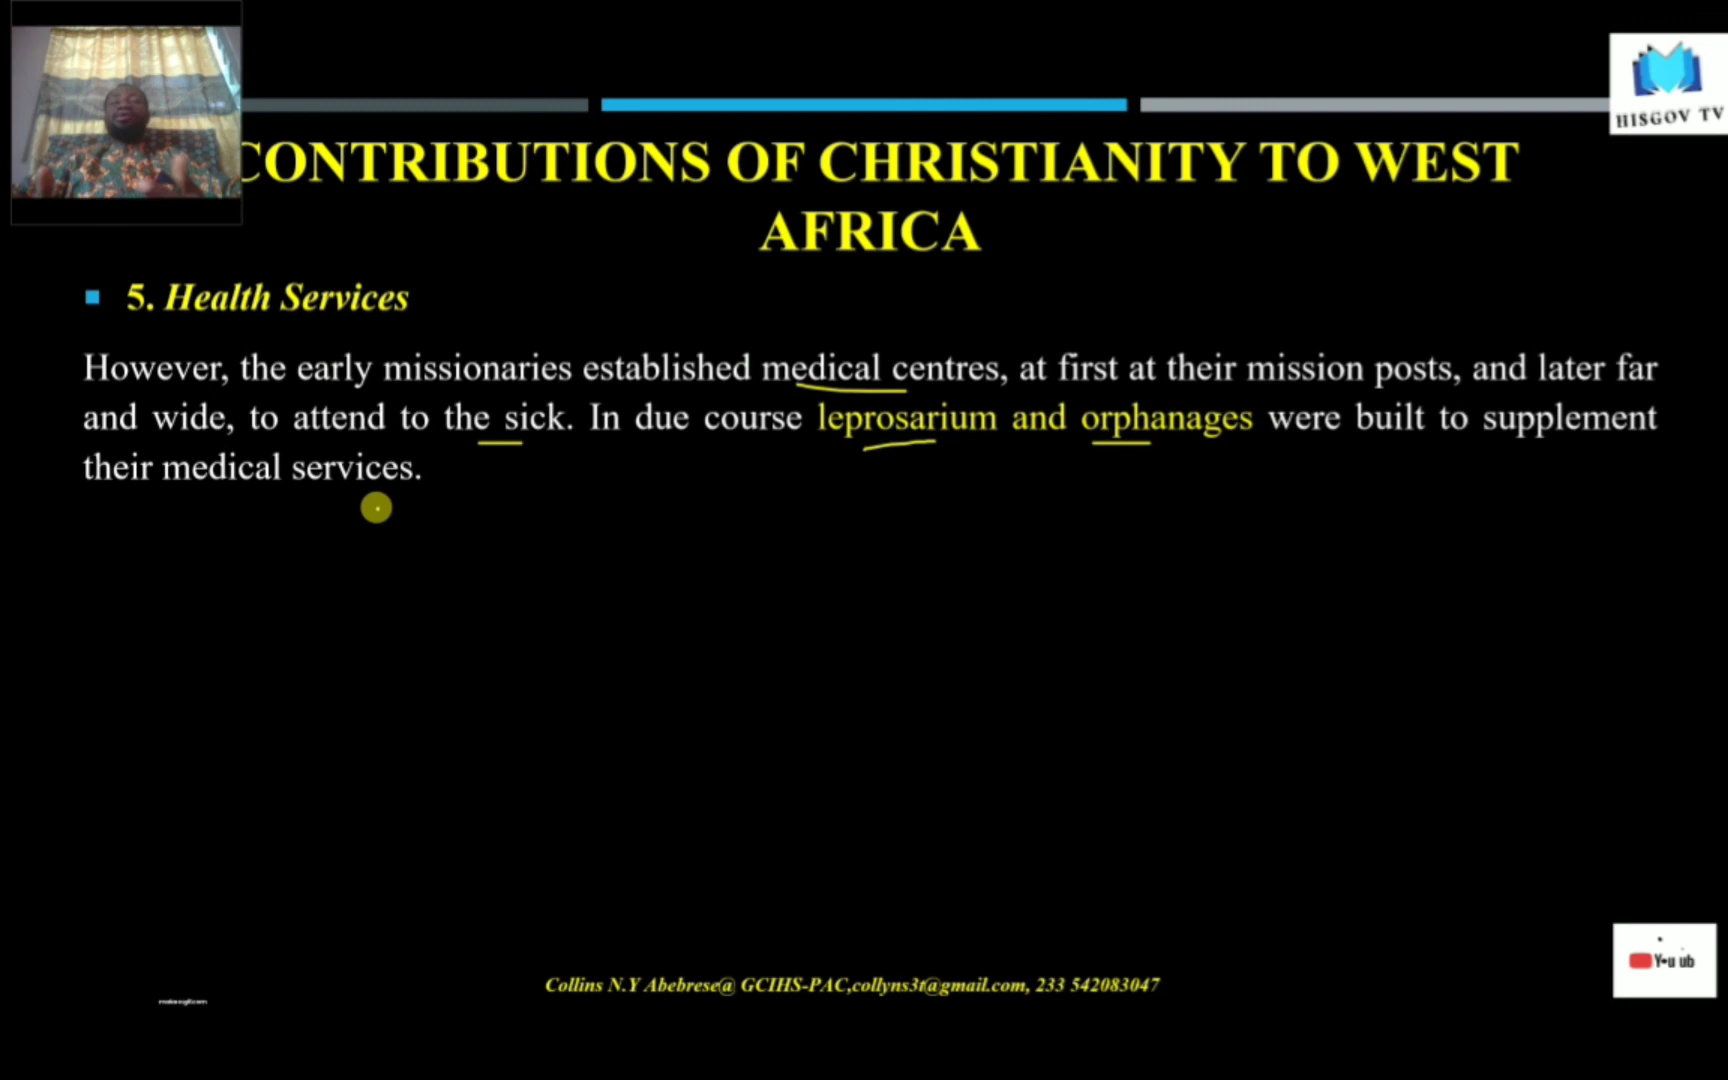 HISGOV TV
CONTRIBUTIONS OF CHRISTIANITY TO WEST
AFRICA
5. Health Services
However, the early missionaries established medical centres, at first at their mission posts, and later far
and wide, to attend to the sick. In due course leprosarium and orphanages were built to supplement
their medical services.
Collins N.Y Abebrese@ GCIHS-PAC,collyns3t@gmail.com, 233 542083047